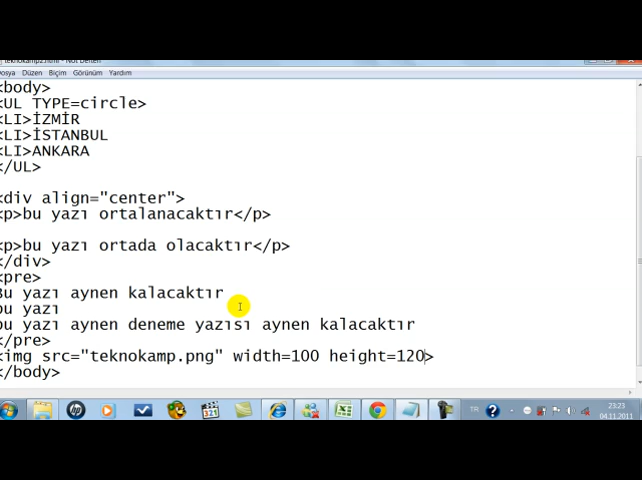 teknokamp2.html - Not Defteri
Dosya Düzen Biçim Görünüm Yardım
<body>
<UL TYPE=circle>
<LI>İZMİR
<LI>İSTANBUL
<LI>ANKARA
</UL>
<div align="center">
<p>bu yazı ortalanacaktır</p>
<p>bu yazı ortada olacaktır</p>
</div>
<pre>
Bu yazı aynen kalacaktır
bu yazı
bu yazı aynen deneme yazısı aynen kalacaktır
</pre>
<img src="teknokamp.png" width=100 height=120>
</body>
321
TR
23:23
04.11.2011